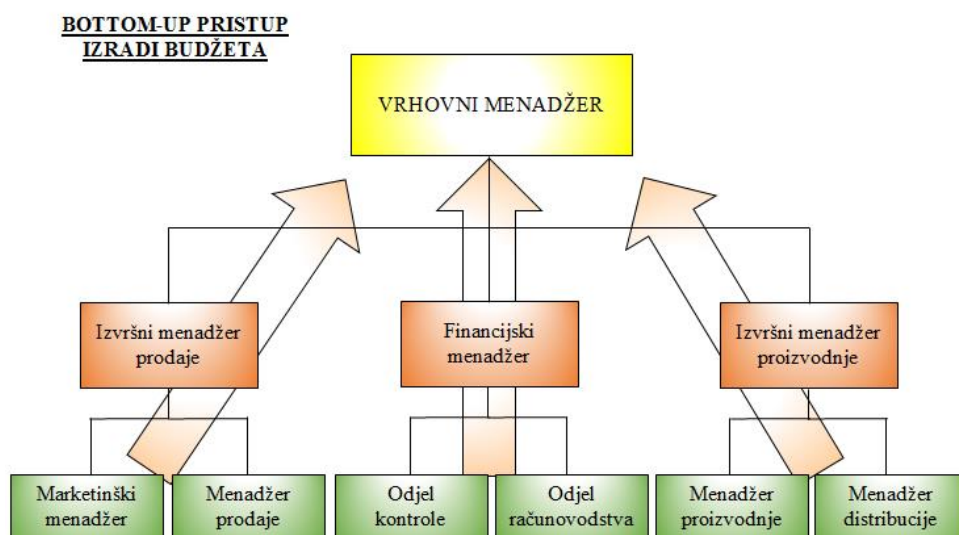 BOTTOM-UP PRISTUP
IZRADI BUDŽETA
VRHOVNI MENADŽER
Izvršni menadžer
prodaje
Financijski
menadžer
Izvršni menadžer
proizvodnje
Marketinški
menadžer
Menadžer
prodaje
Odjel
kontrole
Odjel
računovodstva
Menadžer
proizvodnje
Menadžer
distribucije